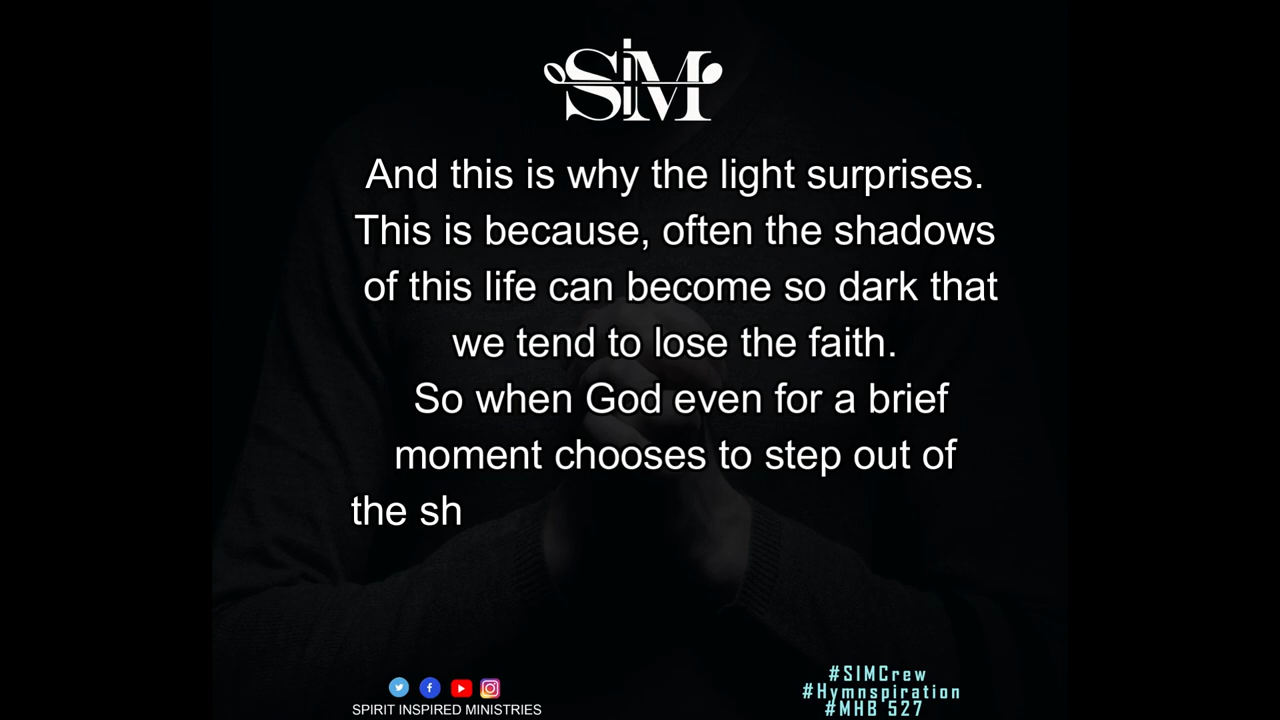 SiM
And this is why the light surprises.
This is because, often the shadows
of this life can become so dark that
we tend to lose the faith.
So when God even for a brief
moment chooses to step out of
the sh
SPIRIT INSPIRED MINISTRIES
#SIMCrew
#Hymnspiration
#MHB 527